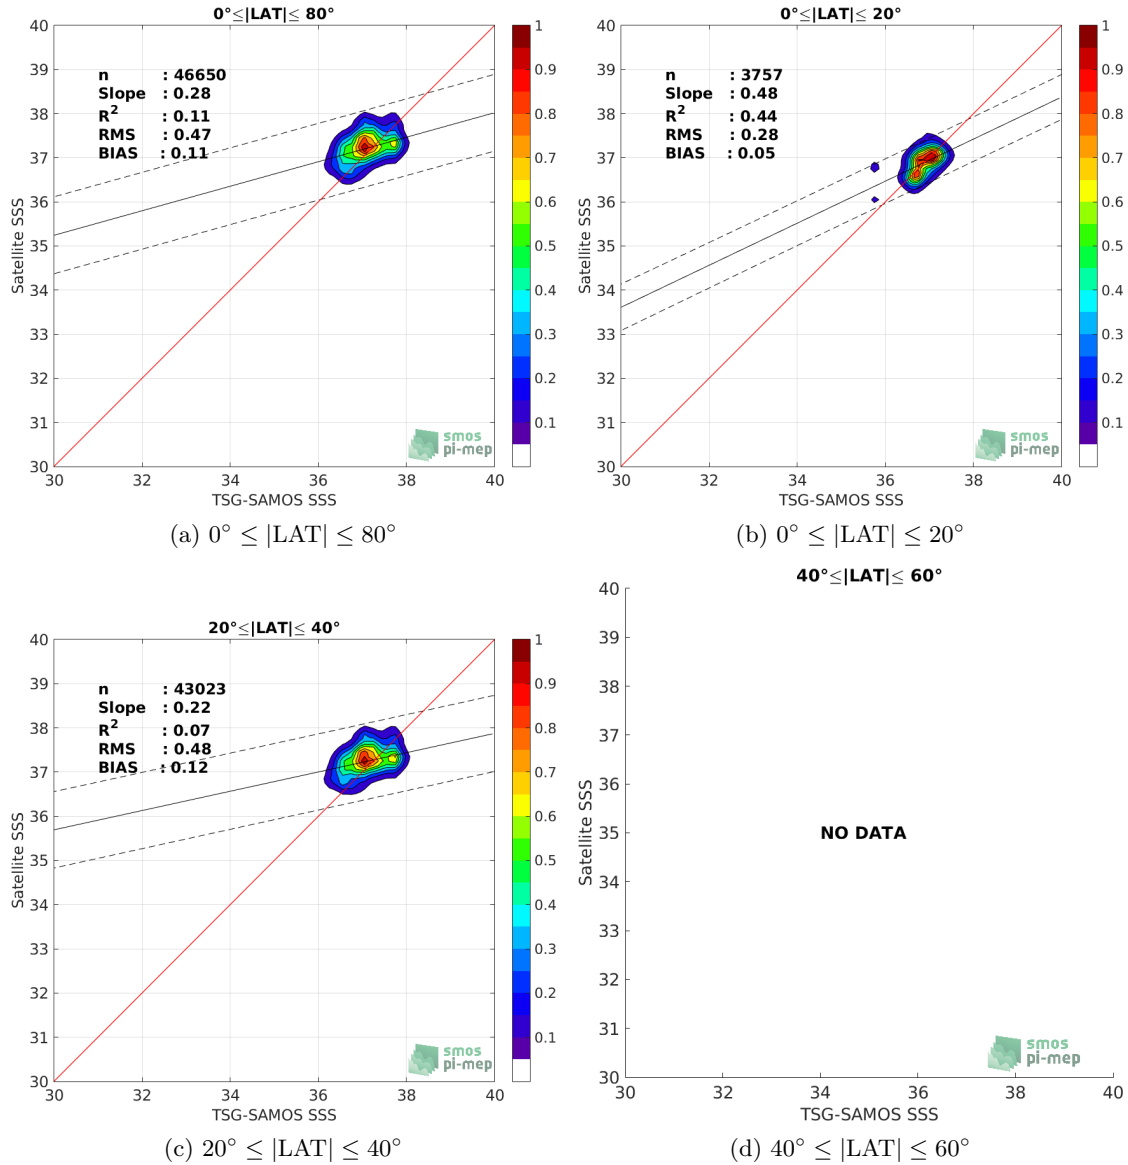 0°≤|LAT|≤ 80°
40
39
38
37
36
35
34
33
32
31
30
Satellite SSS
n : 46650
Slope : 0.28
R² : 0.11
RMS : 0.47
BIAS : 0.11
smos
pi-mep
30 32 34 36 38 40
TSG-SAMOS SSS
1
0.9
0.8
0.7
0.6
0.5
0.4
0.3
0.2
0.1
(a) 0° ≤ |LAT| ≤ 80°
0°≤|LAT|≤ 20°
40
39
38
37
36
35
34
33
32
31
30
Satellite SSS
n : 3757
Slope : 0.48
R² : 0.44
RMS : 0.28
BIAS : 0.05
smos
pi-mep
30 32 34 36 38 40
TSG-SAMOS SSS
1
0.9
0.8
0.7
0.6
0.5
0.4
0.3
0.2
0.1
(b) 0° ≤ |LAT| ≤ 20°
20°≤|LAT|≤ 40°
40
39
38
37
36
35
34
33
32
31
30
Satellite SSS
n : 43023
Slope : 0.22
R² : 0.07
RMS : 0.48
BIAS : 0.12
smos
pi-mep
30 32 34 36 38 40
TSG-SAMOS SSS
1
0.9
0.8
0.7
0.6
0.5
0.4
0.3
0.2
0.1
(c) 20° ≤ |LAT| ≤ 40°
40°≤|LAT|≤ 60°
40
39
38
37
36
35
34
33
32
31
30
Satellite SSS
NO DATA
smos
pi-mep
30 32 34 36 38 40
TSG-SAMOS SSS
(d) 40° ≤ |LAT| ≤ 60°